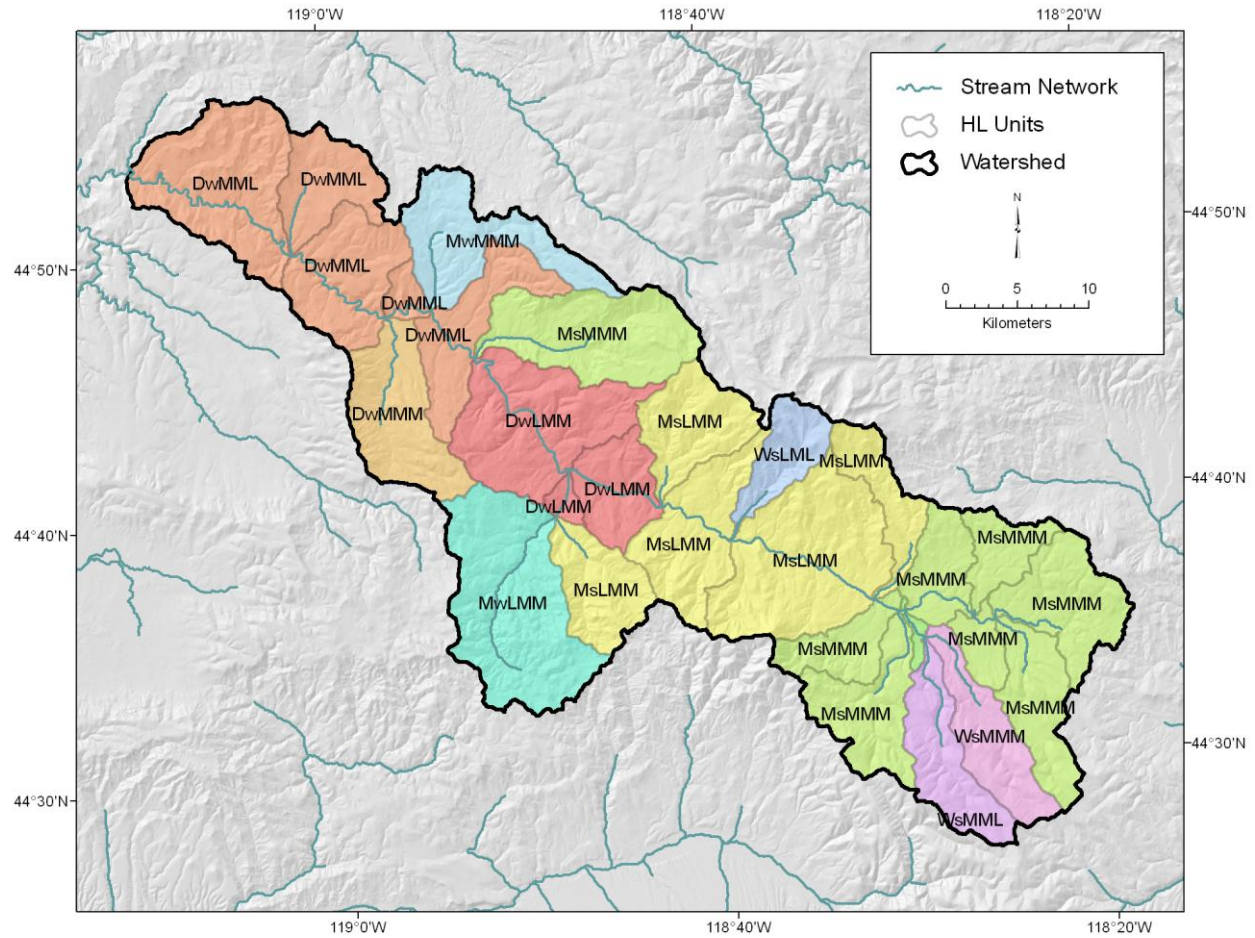 119°0'W
118°40'W
118°20'W
Stream Network
HL Units
Watershed
N
0 5 10
Kilometers
44°50'N
44°50'N
44°40'N
44°40'N
44°30'N
44°30'N
DwMML
DwMML
MwMMM
DwMML
DwMML
DwMML
MsMMM
DwMMM
DwLMM
MsLMM
WsLML
MsLMM
DwLMM
DwLMM
MsLMM
MsLMM
MsLMM
MwLMM
MsMMM
MsMMM
MsMMM
MsMMM
MsMMM
MsMMM
MsMMM
WsMMM
WsMML
119°0'W
118°40'W
118°20'W